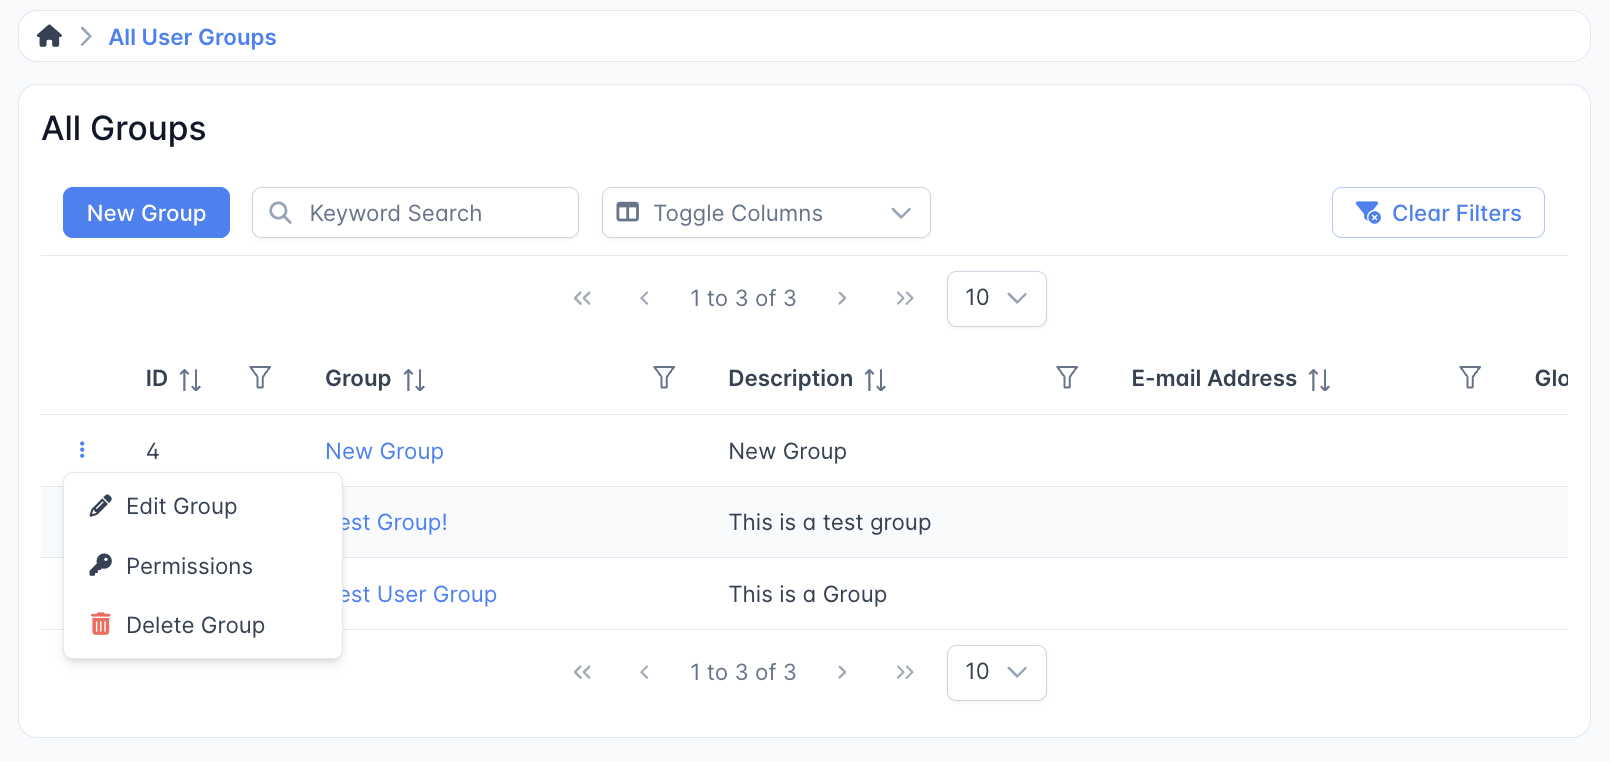 All User Groups
All Groups
New Group Keyword Search Toggle Columns Clear Filters
1 to 3 of 3 10
ID Group Description E-mail Address Glo
4 New Group New Group
Edit Group
est Group! This is a test group
Permissions
est User Group This is a Group
Delete Group
1 to 3 of 3 10